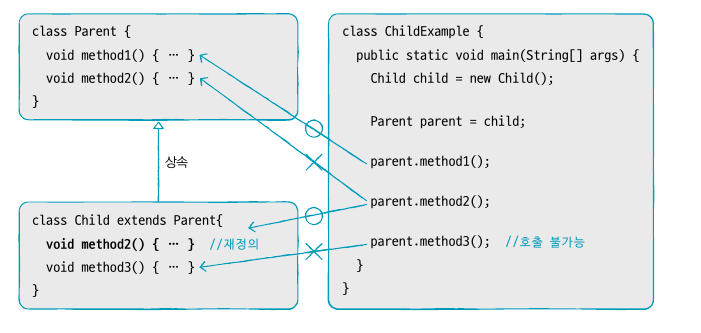 class Parent {
void method1() { … }
void method2() { … }
}
상속
class Child extends Parent{
void method2() { … } //재정의
void method3() { … }
}
class ChildExample {
public static void main(String[] args) {
Child child = new Child();
Parent parent = child;
parent.method1();
parent.method2();
parent.method3(); //호출 불가능
}
}